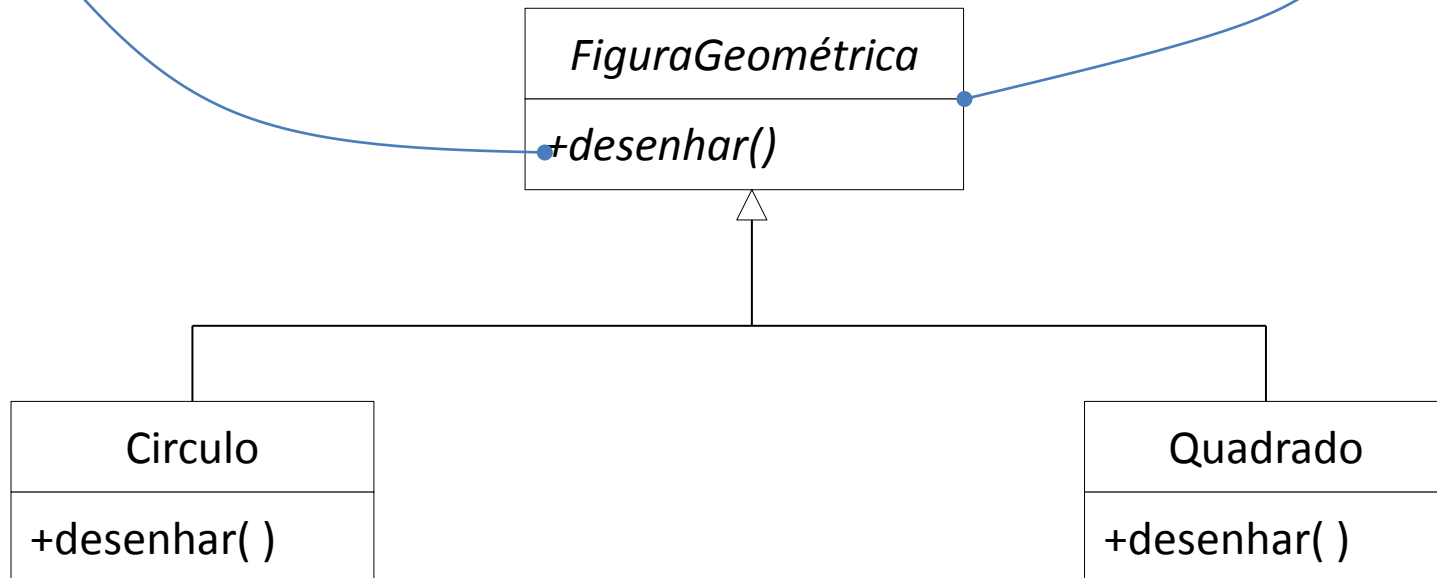 FiguraGeométrica
+desenhar()
Circulo
+desenhar( )
Quadrado
+desenhar( )